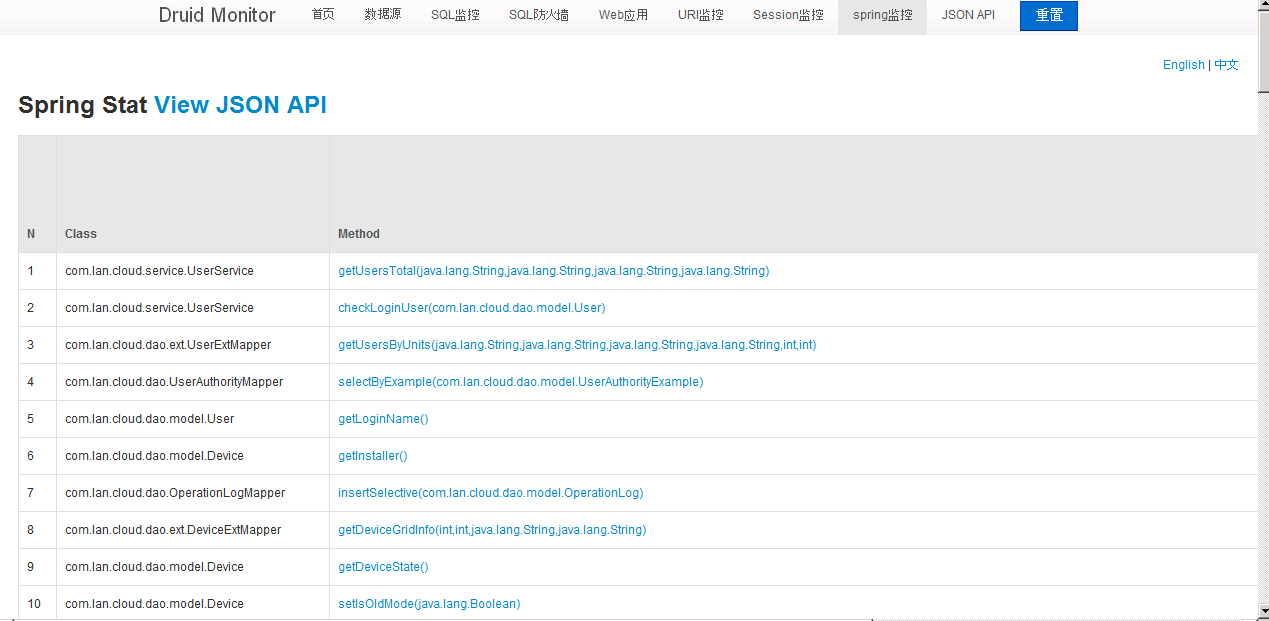 Druid Monitor 首页 数据源 SQL监控 SQL防火墙 Web应用 URI监控 Session监控 spring监控 JSON API 重置
English | 中文
Spring Stat View JSON API
N Class Method
1 com.lan.cloud.service.UserService getUsersTotal(java.lang.String,java.lang.String,java.lang.String,java.lang.String)
2 com.lan.cloud.service.UserService checkLoginUser(com.lan.cloud.dao.model.User)
3 com.lan.cloud.dao.ext.UserExtMapper getUsersByUnits(java.lang.String,java.lang.String,java.lang.String,java.lang.String,int,int)
4 com.lan.cloud.dao.UserAuthorityMapper selectByExample(com.lan.cloud.dao.model.UserAuthorityExample)
5 com.lan.cloud.dao.model.User getLoginName()
6 com.lan.cloud.dao.model.Device getInstaller()
7 com.lan.cloud.dao.OperationLogMapper insertSelective(com.lan.cloud.dao.model.OperationLog)
8 com.lan.cloud.dao.ext.DeviceExtMapper getDeviceGridInfo(int,int,java.lang.String,java.lang.String)
9 com.lan.cloud.dao.model.Device getDeviceState()
10 com.lan.cloud.dao.model.Device setIsOldMode(java.lang.Boolean)